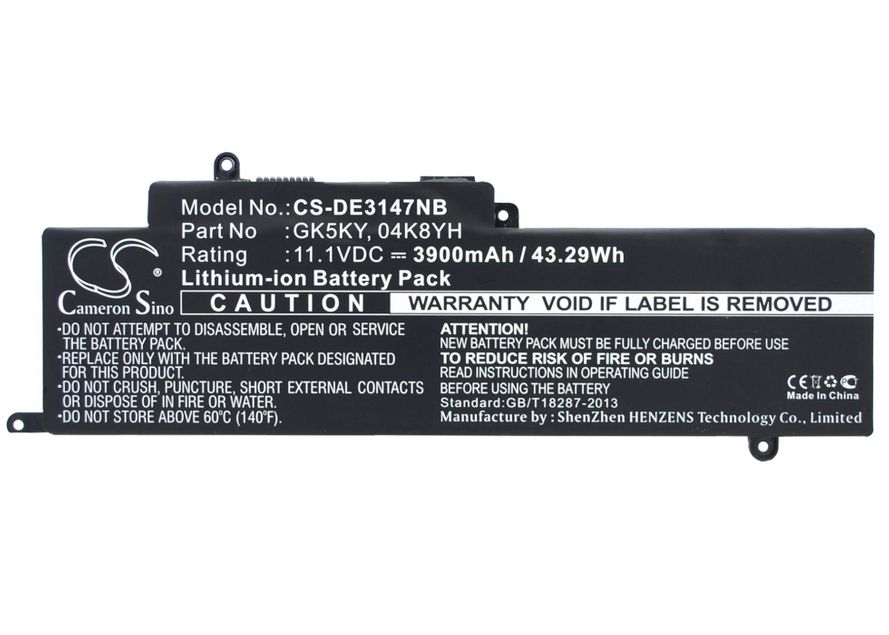 Model No.: CS-DE3147NB
Part No : GK5KY, 04K8YH
Rating : 11.1VDC ⎓ 3900mAh / 43.29Wh
Lithium-ion Battery Pack
CS ®
Cameron Sino
CAUTION WARRANTY VOID IF LABEL IS REMOVED
•DO NOT ATTEMPT TO DISASSEMBLE, OPEN OR SERVICE
THE BATTERY PACK.
•REPLACE ONLY WITH THE BATTERY PACK DESIGNATED
FOR THIS PRODUCT.
•DO NOT CRUSH, PUNCTURE, SHORT EXTERNAL CONTACTS
OR DISPOSE OF IN FIRE.
•DO NOT STORE ABOVE 60°C (140°F)
ATTENTION!
NEW BATTERY PACK MUST BE FULLY CHARGED BEFORE USE
TO REDUCE RISK OF FIRE OR BURNS
READ INSTRUCTIONS IN OPERATING GUIDE
BEFORE USING THE BATTERY
Standard:GB/T18287-2013
Manufacture by: ShenZhen HENZENS Technology Co., Limited
CE
Made In China